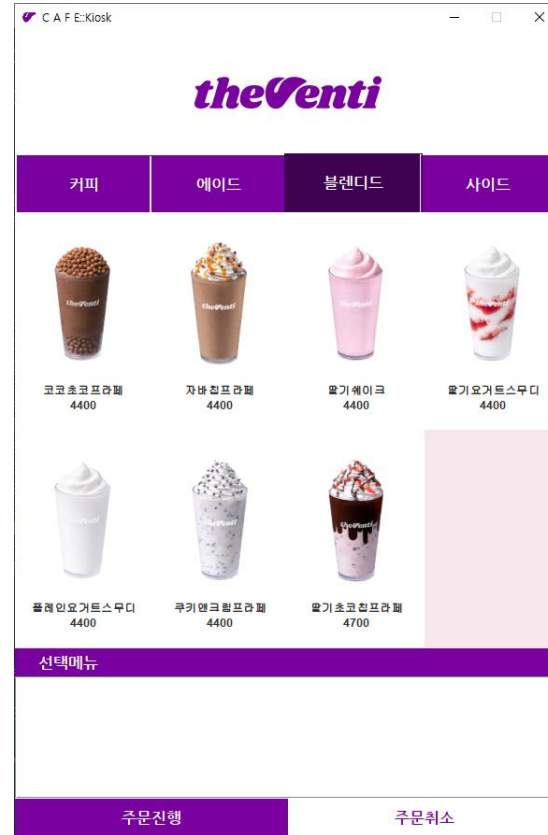 C A F E::Kiosk
theVenti
커피
에이드
블렌디드
사이드
theVenti
theVenti
theVenti
theVenti
코코초코프라페
자바칩프라페
딸기쉐이크
딸기요거트스무디
4400
4400
4400
4400
theVenti
theVenti
theVenti
플레인요거트스무디
쿠키앤크림프라페
딸기초코칩프라페
4400
4400
4700
선택메뉴
주문진행
주문취소